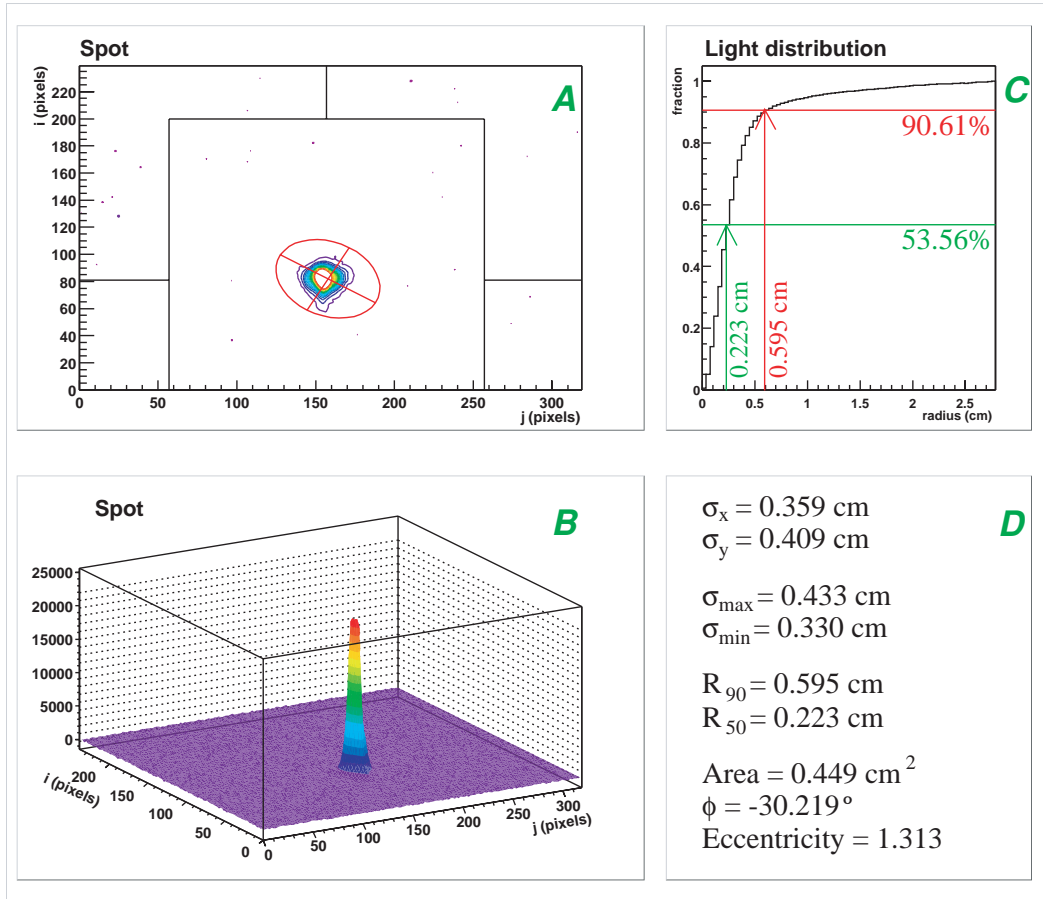 Spot
A
i (pixels)
220
200
180
160
140
120
100
80
60
40
20
0
0 50 100 150 200 250 300
j (pixels)
Light distribution
C
fraction
1
0.8
0.6
0.4
0.2
0
90.61%
53.56%
0.223 cm
0.595 cm
0 0.5 1 1.5 2 2.5
radius (cm)
Spot
B
25000
20000
15000
10000
5000
0
i (pixels)
200
150
100
50
0
0 50 100 150 200 250 300
j (pixels)
D
σx = 0.359 cm
σy = 0.409 cm
σmax = 0.433 cm
σmin = 0.330 cm
R90 = 0.595 cm
R50 = 0.223 cm
Area = 0.449 cm²
ϕ = -30.219º
Eccentricity = 1.313